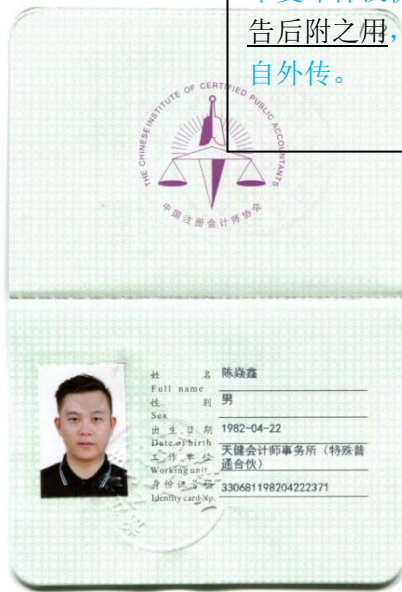 告后附之用，
自外传。
THE CHINESE INSTITUTE OF CERTIFIED PUBLIC ACCOUNTANTS
中国注册会计师协会
姓 名 陈焱鑫
Full name
性 别 男
Sex
出生日期 1982-04-22
Date of birth
工作单位 天健会计师事务所（特殊普
通合伙）
Working unit
身份证号码 330681198204222371
Identity card No.